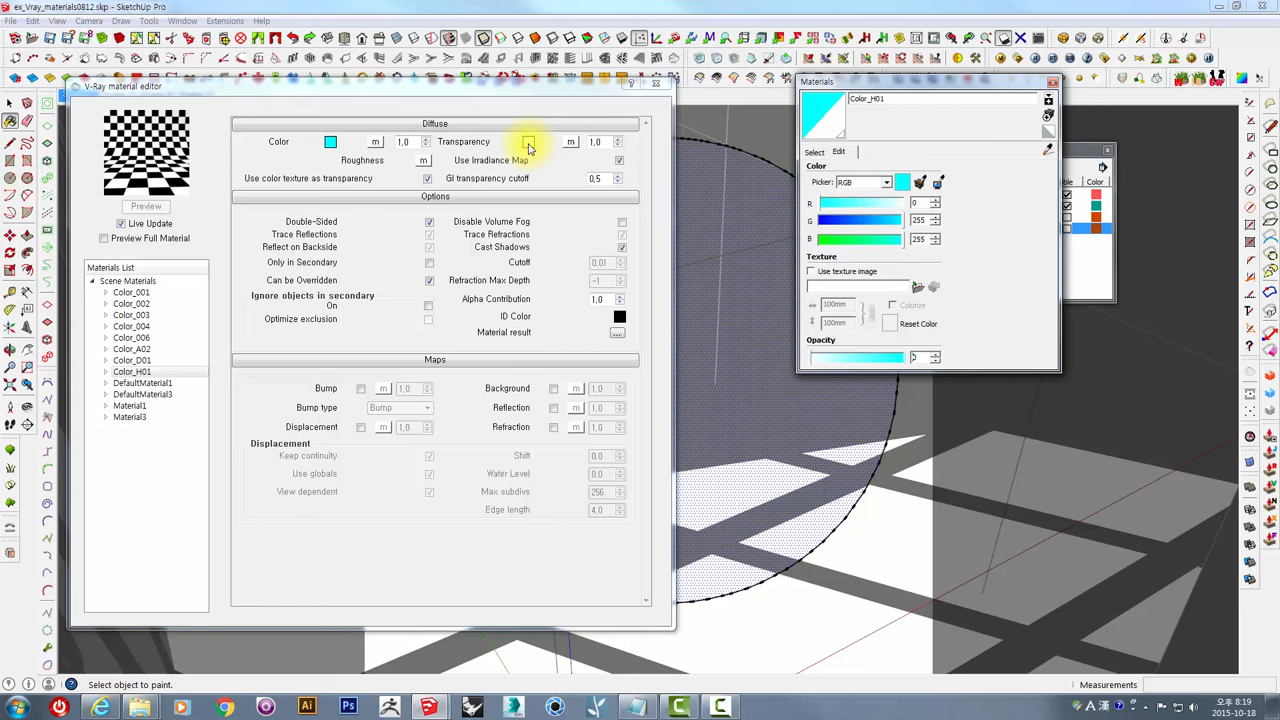 ex_Vray_materials0812.skp - SketchUp Pro
File Edit View Camera Draw Tools Window Extensions Help
V-Ray material editor
Preview
Live Update
Preview Full Material
Materials List
Scene Materials
Color_001
Color_002
Color_003
Color_004
Color_006
Color_A02
Color_D01
Color_H01
DefaultMaterial1
DefaultMaterial3
Material1
Material3
Diffuse
Color m 1,0 Transparency m 1,0
Roughness m Use Irradiance Map
Use color texture as transparency GI transparency cutoff 0,5
Options
Double-Sided Disable Volume Fog
Trace Reflections Trace Refractions
Reflect on Backside Cast Shadows
Only in Secondary Cutoff 0,01
Can be Overridden Refraction Max Depth -1
Ignore objects in secondary
On Alpha Contribution 1,0
Optimize exclusion ID Color
Material result ...
Maps
Bump m 1,0 Background m 1,0
Bump type Bump Reflection m 1,0
Displacement m 1,0 Refraction m 1,0
Displacement
Keep continuity Shift 0,0
Use globals Water Level 0,0
View dependent Max subdivs 256
Edge length 4,0
Materials
Color_H01
Select Edit
Color
Picker: RGB
R 0
G 255
B 255
Texture
Use texture image
100mm Colorize
100mm Reset Color
Opacity
Color
Select object to paint.
Measurements
Ai
Ps
A
오후 8:19
2015-10-18